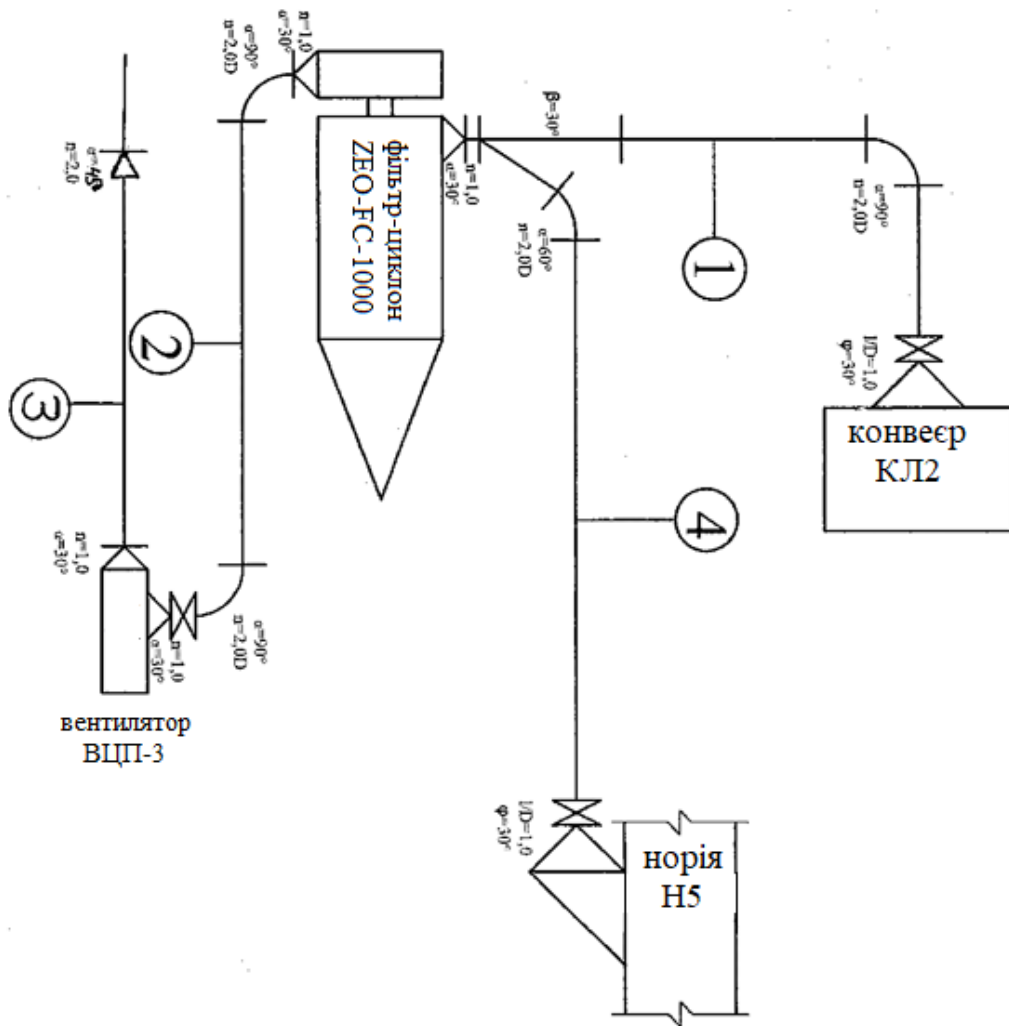 n=1,0
α=30°
α=90°
n=2,0D
фільтр-циклон
ZEO-FC-1000
n=1,0
α=30°
β=30°
α=90°
n=2,0D
α=60°
n=2,0D
1
2
3
4
n=2,0
l/D=1,0
φ=30°
конвеєр
КЛ2
n=1,0
α=30°
n=1,0
α=30°
α=90°
n=2,0D
вентилятор
ВЦП-3
l/D=1,0
φ=30°
норія
Н5